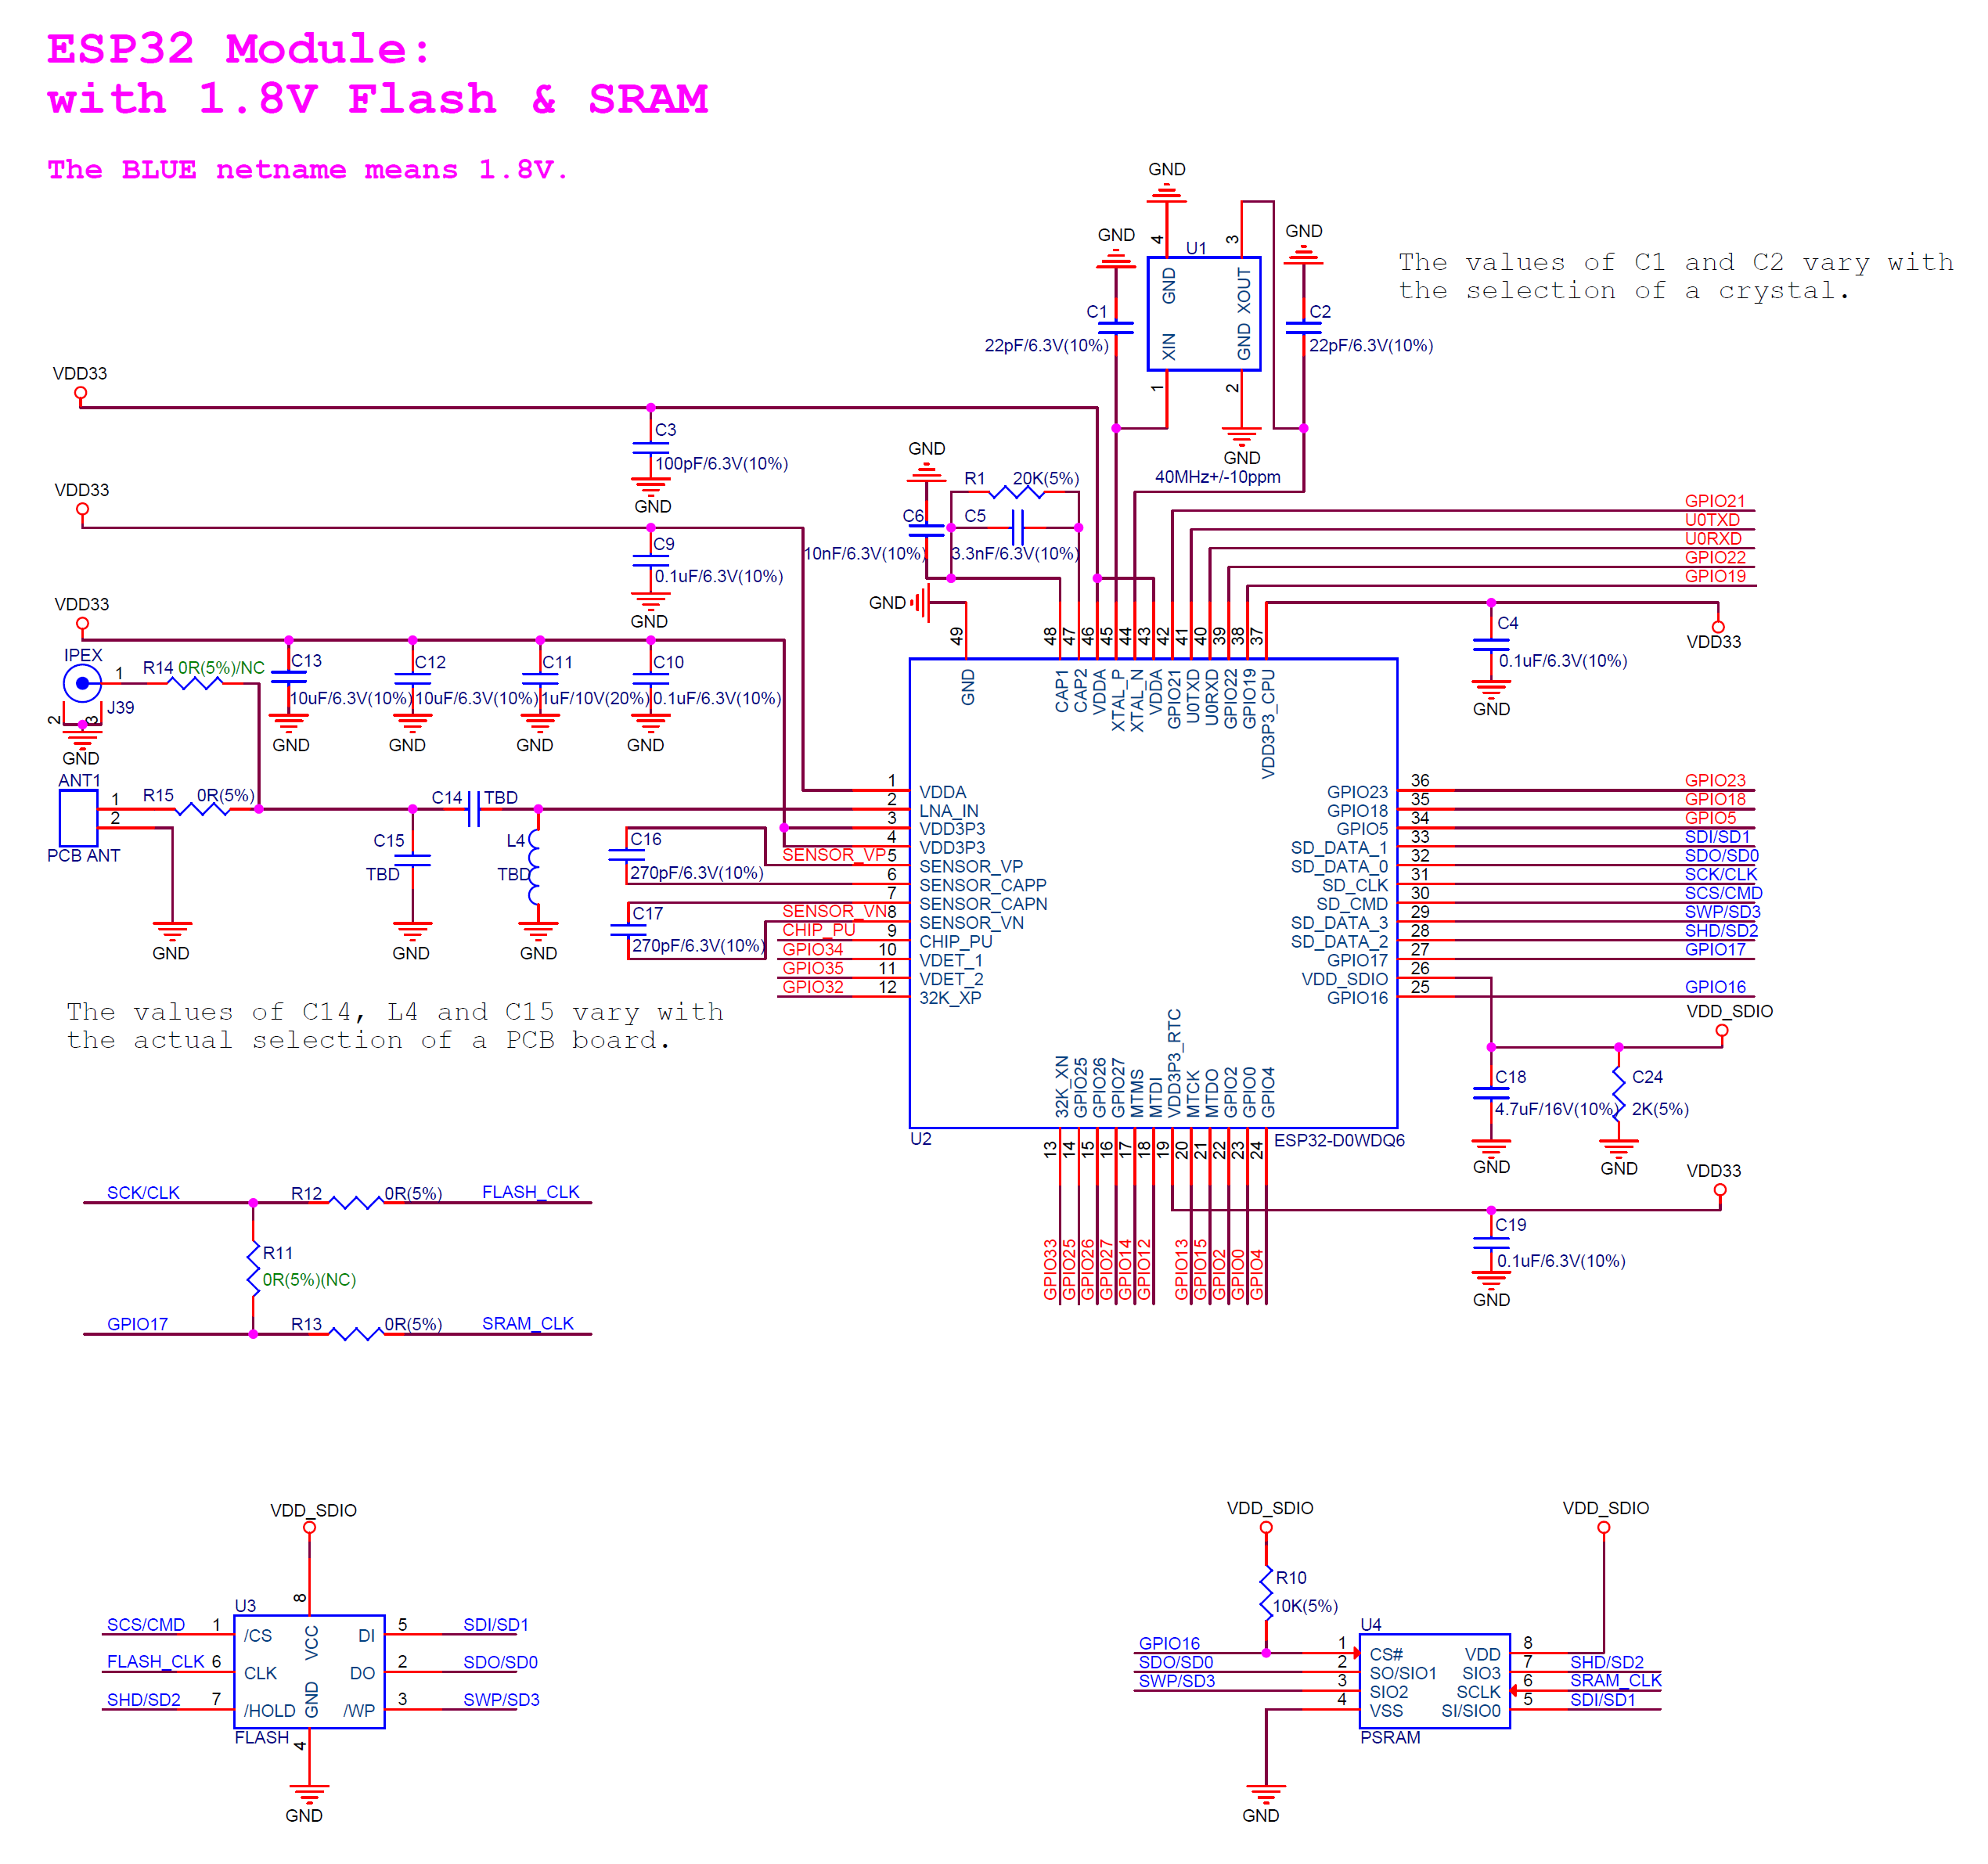 ESP32 Module:
with 1.8V Flash & SRAM
The BLUE netname means 1.8V.
GND
GND
U1
4
3
GND
GND
XOUT
XIN
GND
1
2
GND
40MHz+/-10ppm
C1
22pF/6.3V(10%)
GND
C2
22pF/6.3V(10%)
The values of C1 and C2 vary with
the selection of a crystal.
VDD33
C3
100pF/6.3V(10%)
GND
VDD33
C9
0.1uF/6.3V(10%)
GND
GND
C6
10nF/6.3V(10%)
R1
20K(5%)
C5
3.3nF/6.3V(10%)
GND
GPIO21
U0TXD
U0RXD
GPIO22
GPIO19
C4
0.1uF/6.3V(10%)
GND
VDD33
VDD33
IPEX
1
J39
2
3
GND
R14
0R(5%)/NC
C13
10uF/6.3V(10%)
GND
C12
10uF/6.3V(10%)
GND
C11
1uF/10V(20%)
GND
C10
0.1uF/6.3V(10%)
GND
ANT1
1
2
PCB ANT
R15
0R(5%)
GND
C15
TBD
GND
C14
TBD
L4
TBD
GND
C16
270pF/6.3V(10%)
C17
270pF/6.3V(10%)
The values of C14, L4 and C15 vary with
the actual selection of a PCB board.
49
48
47
46
45
44
43
42
41
40
39
38
37
GND
CAP1
CAP2
VDDA
XTAL_P
XTAL_N
VDDA
GPIO21
U0TXD
U0RXD
GPIO22
GPIO19
VDD3P3_CPU
1 VDDA
2 LNA_IN
3 VDD3P3
4 VDD3P3
SENSOR_VP 5 SENSOR_VP
6 SENSOR_CAPP
7 SENSOR_CAPN
SENSOR_VN 8 SENSOR_VN
CHIP_PU 9 CHIP_PU
GPIO34 10 VDET_1
GPIO35 11 VDET_2
GPIO32 12 32K_XP
GPIO23 36 GPIO23
GPIO18 35 GPIO18
GPIO5 34 GPIO5
SD_DATA_1 33 SDI/SD1
SD_DATA_0 32 SDO/SD0
SD_CLK 31 SCK/CLK
SD_CMD 30 SCS/CMD
SD_DATA_3 29 SWP/SD3
SD_DATA_2 28 SHD/SD2
GPIO17 27 GPIO17
VDD_SDIO 26
GPIO16 25 GPIO16
32K_XN
GPIO25
GPIO26
GPIO27
MTMS
MTDI
VDD3P3_RTC
MTCK
MTDO
GPIO2
GPIO0
GPIO4
U2
ESP32-D0WDQ6
13
14
15
16
17
18
19
20
21
22
23
24
GPIO33
GPIO25
GPIO26
GPIO27
GPIO14
GPIO12
GPIO13
GPIO15
GPIO2
GPIO0
GPIO4
VDD_SDIO
C18
4.7uF/16V(10%)
GND
C24
2K(5%)
GND
VDD33
C19
0.1uF/6.3V(10%)
GND
SCK/CLK
R12
0R(5%)
FLASH_CLK
R11
0R(5%)(NC)
GPIO17
R13
0R(5%)
SRAM_CLK
VDD_SDIO
8
U3
SCS/CMD 1 /CS
FLASH_CLK 6 CLK
SHD/SD2 7 /HOLD
VCC
GND
DI 5 SDI/SD1
DO 2 SDO/SD0
/WP 3 SWP/SD3
FLASH
4
GND
VDD_SDIO
R10
10K(5%)
VDD_SDIO
U4
GPIO16 1 CS#
SDO/SD0 2 SO/SIO1
SWP/SD3 3 SIO2
4 VSS
VDD 8
SIO3 7 SHD/SD2
SCLK 6 SRAM_CLK
SI/SIO0 5 SDI/SD1
PSRAM
GND